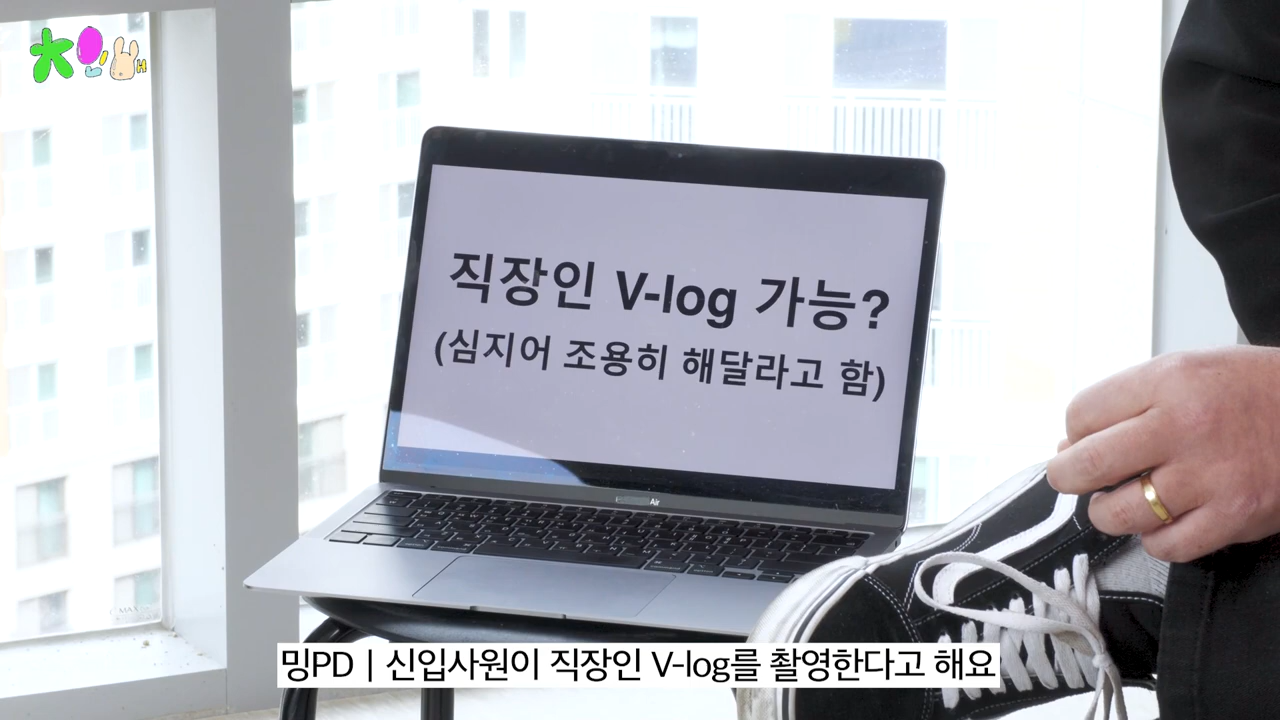 직장인 V-log 가능?
(심지어 조용히 해달라고 함)
Air
밍PD | 신입사원이 직장인 V-log를 촬영한다고 해요